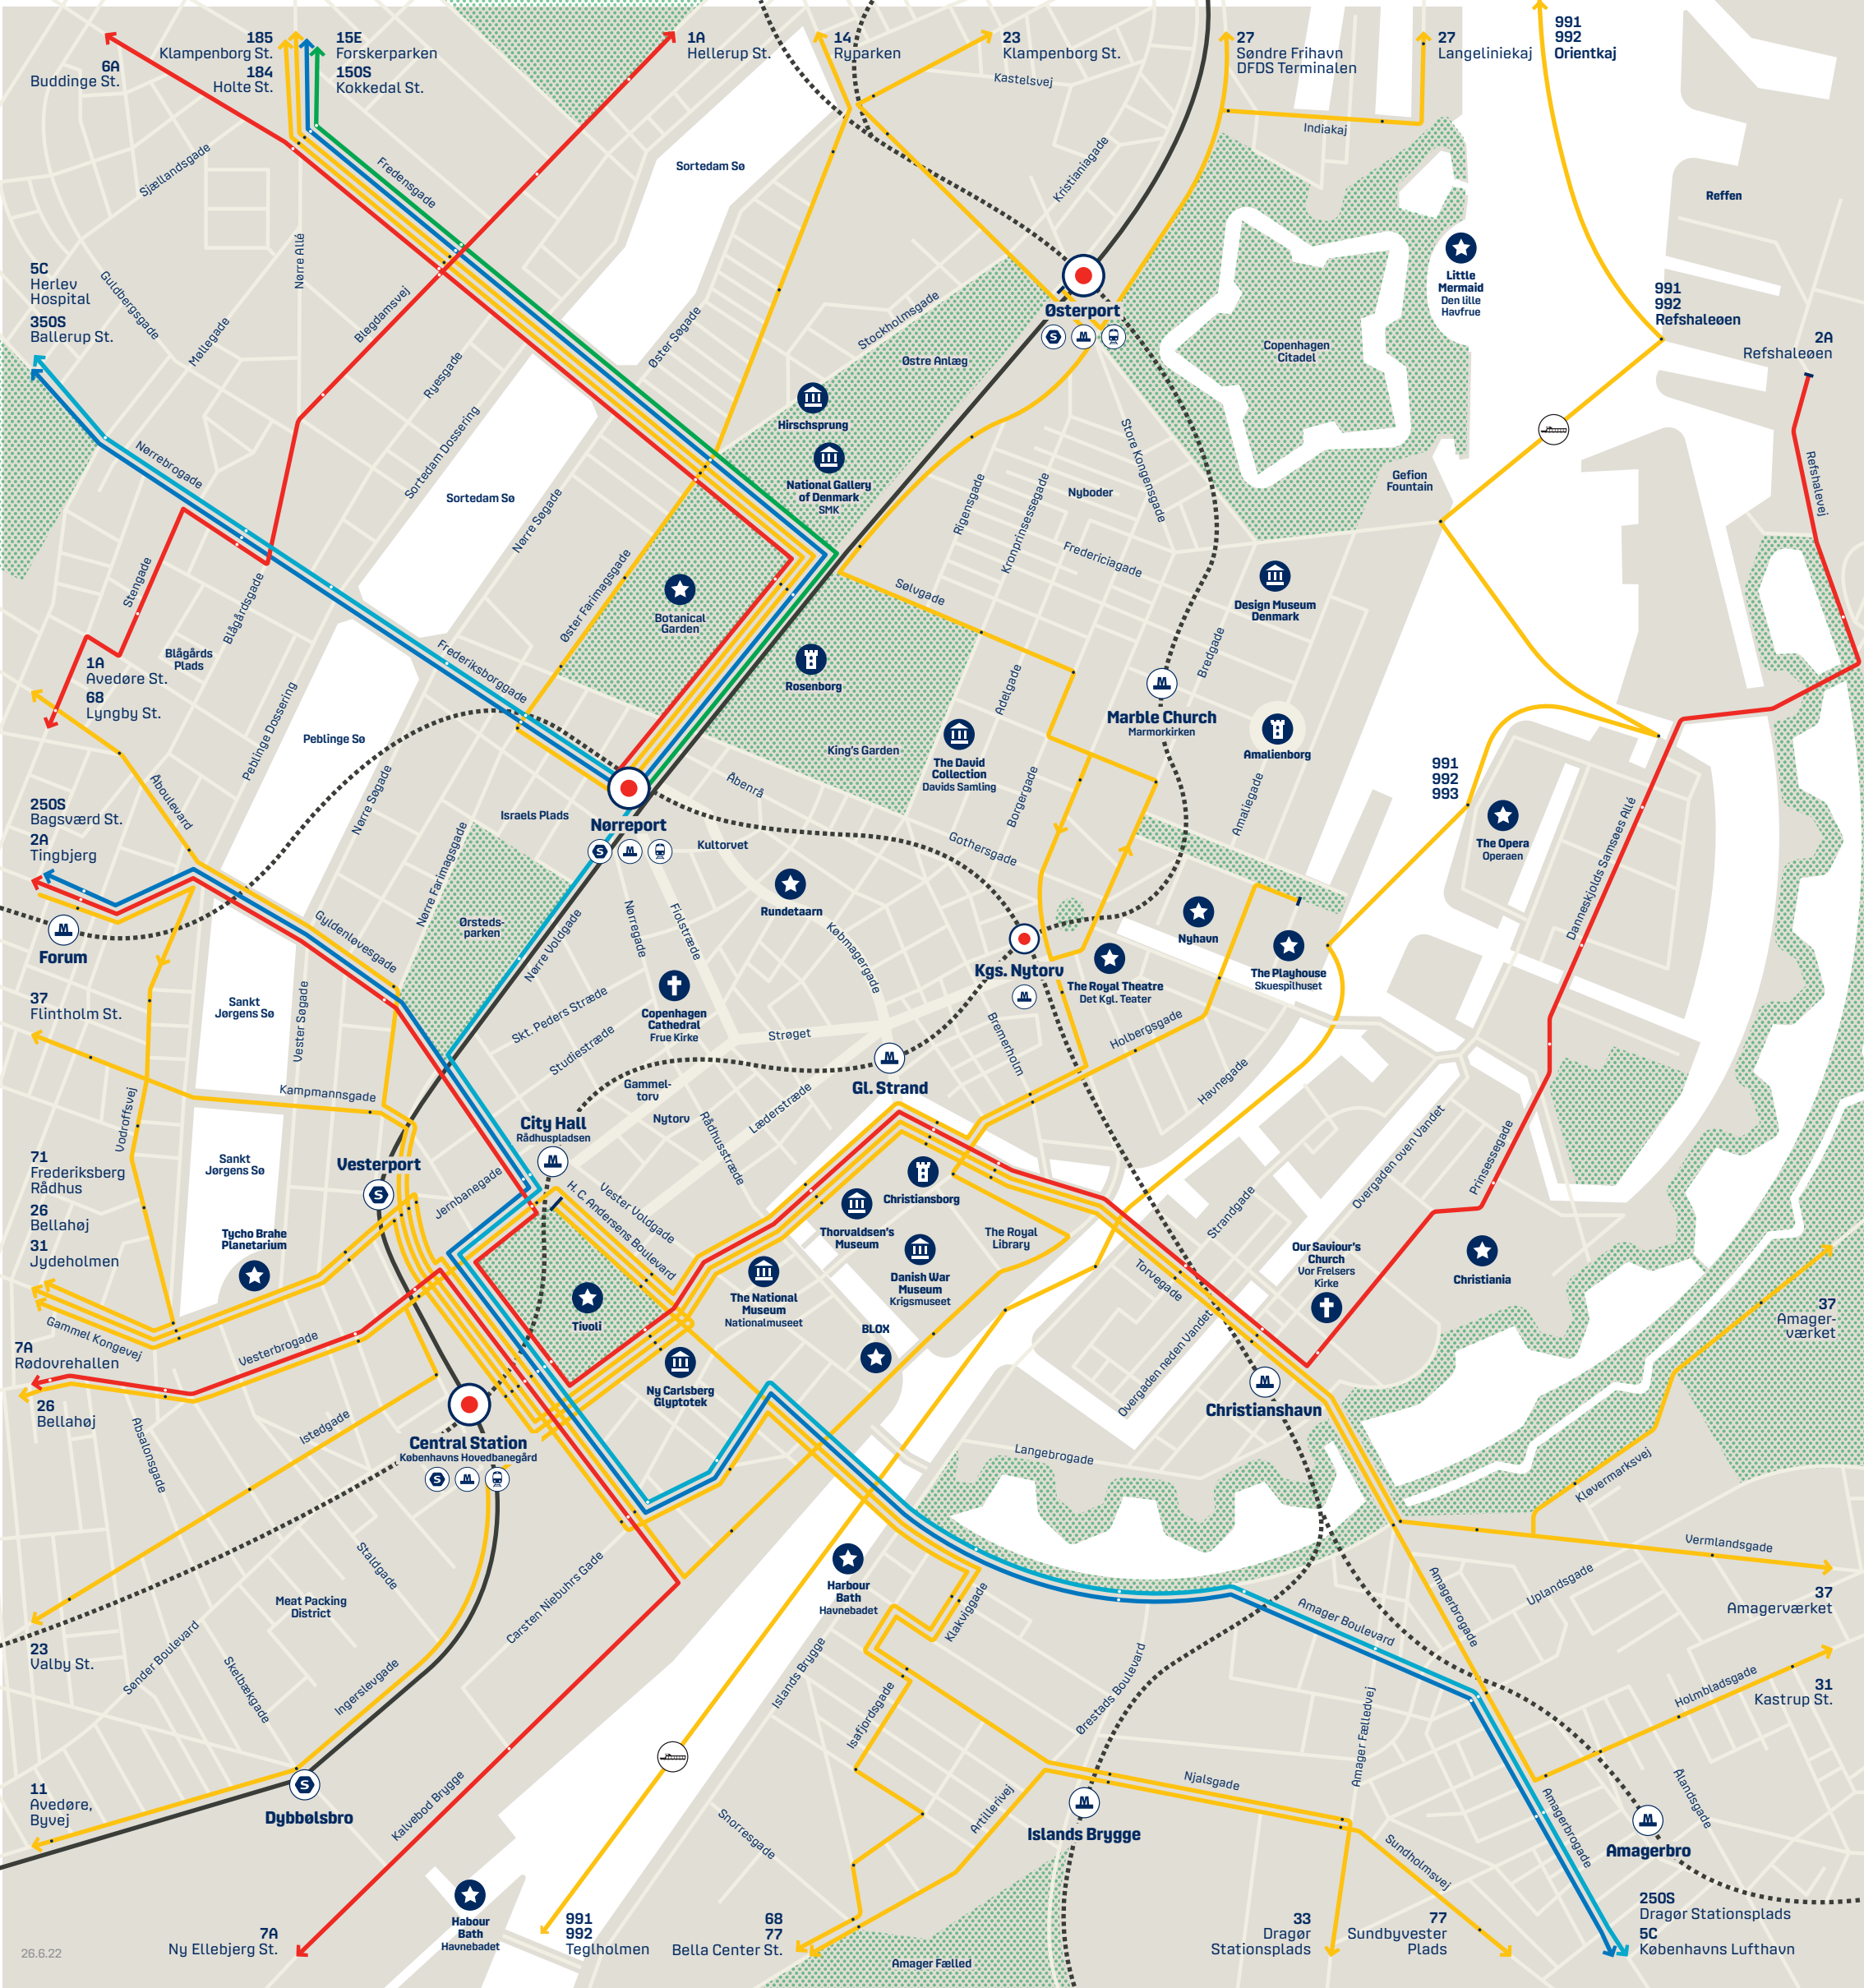 6A
Buddinge St.
185
Klampenborg St.
184
Holte St.
15E
Forskerparken
150S
Kokkedal St.
1A
Hellerup St.
14
Ryparken
23
Klampenborg St.
27
Søndre Frihavn
DFDS Terminalen
27
Langeliniekaj
991
992
Orientkaj
Kastelsvej
Indiakaj
Kristianiagade
Sortedam Sø
Fredensgade
Sjællandsgade
Nørre Allé
Reffen
Little
Mermaid
Den lille
Havfrue
5C
Herlev
Hospital
350S
Ballerup St.
Guldbergsgade
Møllegade
Blegdamsvej
Ryesgade
Øster Søgade
Stockholmsgade
Østre Anlæg
Østerport
S
Copenhagen
Citadel
991
992
Refshaleøen
2A
Refshaleøen
Refshalevej
Hirschsprung
National Gallery
of Denmark
SMK
Nørrebrogade
Sortedam Dossering
Sortedam Sø
Nørre Søgade
Store Kongensgade
Nyboder
Rigensgade
Kronprinsessegade
Fredericiagade
Gefion
Fountain
Stengade
Blågårdsgade
Blågårds
Plads
Øster Farimagsgade
Botanical
Garden
Sølvgade
Design Museum
Denmark
Bredgade
Rosenborg
Frederiksborggade
1A
Avedøre St.
68
Lyngby St.
Peblinge Dossering
Peblinge Sø
Adelgade
Marble Church
Marmorkirken
Amalienborg
King's Garden
The David
Collection
Davids Samling
Åbenrå
Borgergade
Amaliegade
991
992
993
Aboulevard
Nørre Søgade
250S
Bagsværd St.
2A
Tingbjerg
Israels Plads
Nørreport
S
Kultorvet
Gothersgade
The Opera
Operaen
Danneskjolds Samsøes Allé
Nørre Farimagsgade
Rundetaarn
Gyldenløvesgade
Ørsteds-
parken
Nørre Voldgade
Nørregade
Fiolstræde
Købmagergade
Nyhavn
Forum
Kgs. Nytorv
The Royal Theatre
Det Kgl. Teater
The Playhouse
Skuespilhuset
37
Flintholm St.
Sankt
Jørgens Sø
Vester Søgade
Skt. Peders Stræde
Studiestræde
Copenhagen
Cathedral
Frue Kirke
Strøget
Bremerholm
Holbergsgade
Havnegade
Kampmannsgade
Gl. Strand
Gammel-
torv
Nytorv
Rådhusstræde
Læderstræde
City Hall
Rådhuspladsen
Vodroffsvej
71
Frederiksberg
Rådhus
26
Bellahøj
31
Jydeholmen
Sankt
Jørgens Sø
Vesterport
S
Jernbanegade
H. C. Andersens Boulevard
Vester Voldgade
Christiansborg
Thorvaldsen's
Museum
The Royal
Library
Strandgade
Overgaden oven Vandet
Prinsessegade
Tycho Brahe
Planetarium
Danish War
Museum
Krigsmuseet
Torvegade
Our Saviour's
Church
Vor Frelsers
Kirke
Christiania
Tivoli
The National
Museum
Nationalmuseet
BLOX
37
Amager-
værket
Gammel Kongevej
7A
Rødovrehallen
Vesterbrogade
26
Bellahøj
Ny Carlsberg
Glyptotek
Overgaden neden Vandet
Christianshavn
Absalonsgade
Istedgade
Central Station
Københavns Hovedbanegård
S
Langebrogade
Kløvermarksvej
Vermlandsgade
Staldgade
Carsten Niebuhrs Gade
Meat Packing
District
Harbour
Bath
Havnebadet
Klakviggade
Amager Boulevard
Amagerbrogade
Uplandsgade
37
Amagerværket
23
Valby St.
Sønder Boulevard
Skelbækgade
Ingerslevgade
Islands Brygge
Isafjordsgade
Ørestads Boulevard
Amager Fælledvej
Holmbladsgade
31
Kastrup St.
11
Avedøre,
Byvej
S
Dybbølsbro
Kalvebod Brygge
Snorresgade
Artillerivej
Njalsgade
Islands Brygge
Sundholmsvej
Amagerbrogade
Ålandsgade
Amagerbro
7A
Ny Ellebjerg St.
Habour
Bath
Havnebadet
991
992
Teglholmen
68
77
Bella Center St.
Amager Fælled
33
Dragør
Stationsplads
77
Sundbyvester
Plads
250S
Dragør Stationsplads
5C
Københavns Lufthavn
26.6.22